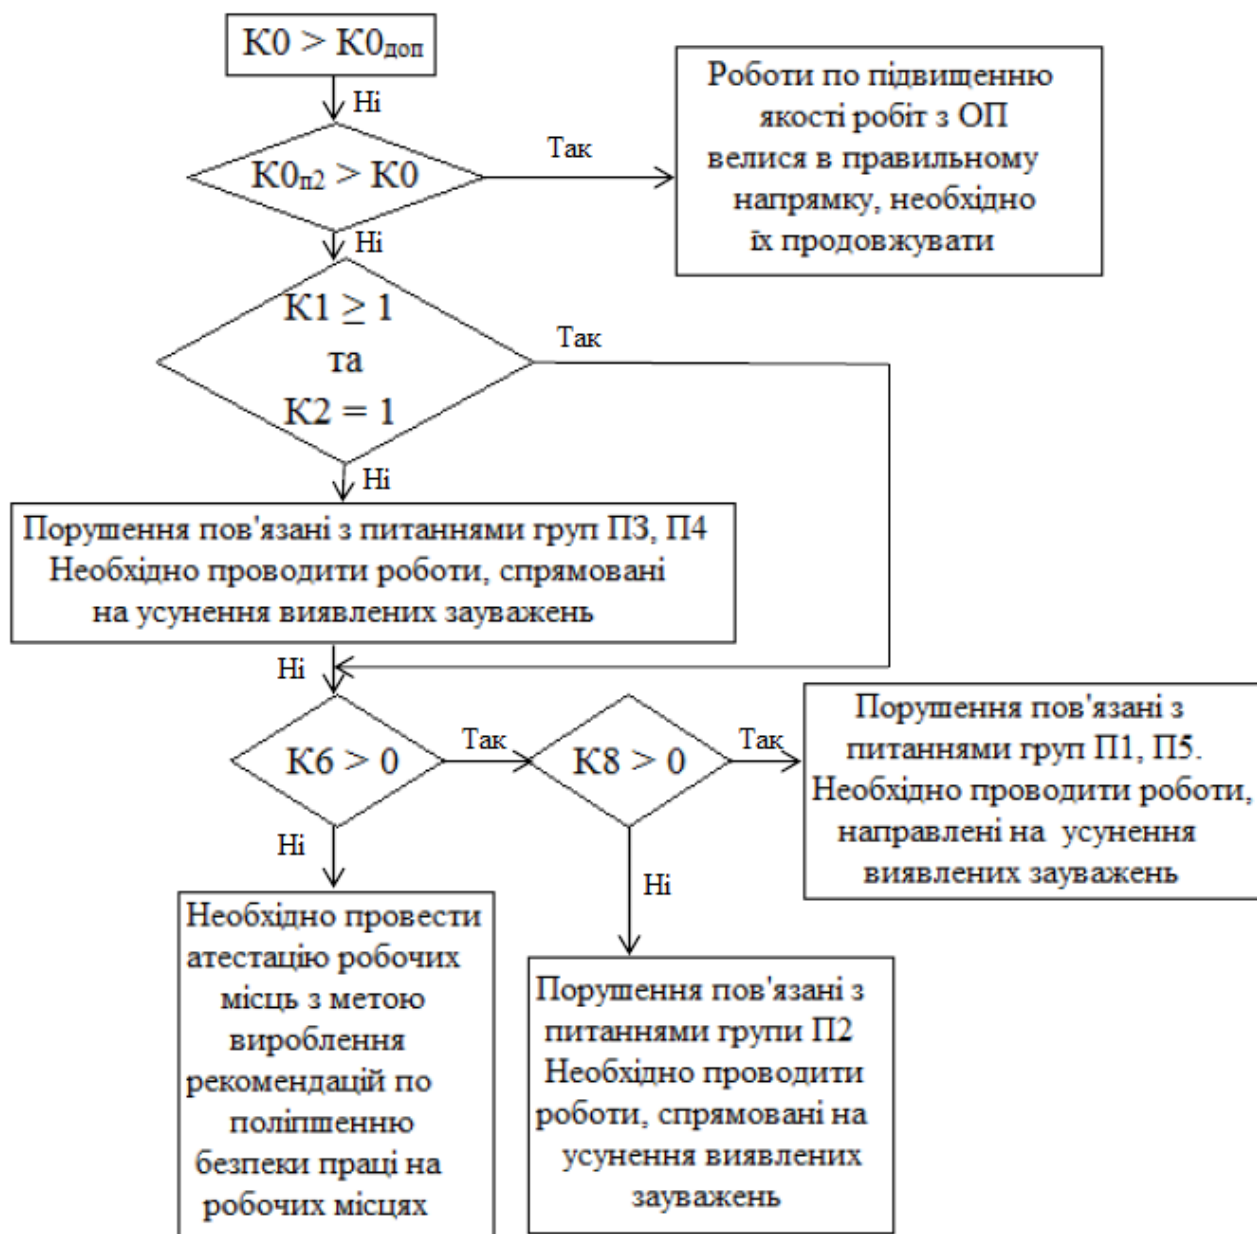 К0 > К0доп
Ні
К0п2 > К0
Так
Роботи по підвищенню
якості робіт з ОП
велися в правильному
напрямку, необхідно
їх продовжувати
Ні
К1 ≥ 1
та
К2 = 1
Так
Ні
Порушення пов'язані з питаннями груп П3, П4
Необхідно проводити роботи, спрямовані
на усунення виявлених зауважень
Ні
К6 > 0
Так
К8 > 0
Так
Порушення пов'язані з
питаннями груп П1, П5.
Необхідно проводити роботи,
направлені на усунення
виявлених зауважень
Ні
Необхідно провести
атестацію робочих
місць з метою
вироблення
рекомендацій по
поліпшенню
безпеки праці на
робочих місцях
Ні
Порушення пов'язані з
питаннями групи П2
Необхідно проводити
роботи, спрямовані на
усунення виявлених
зауважень